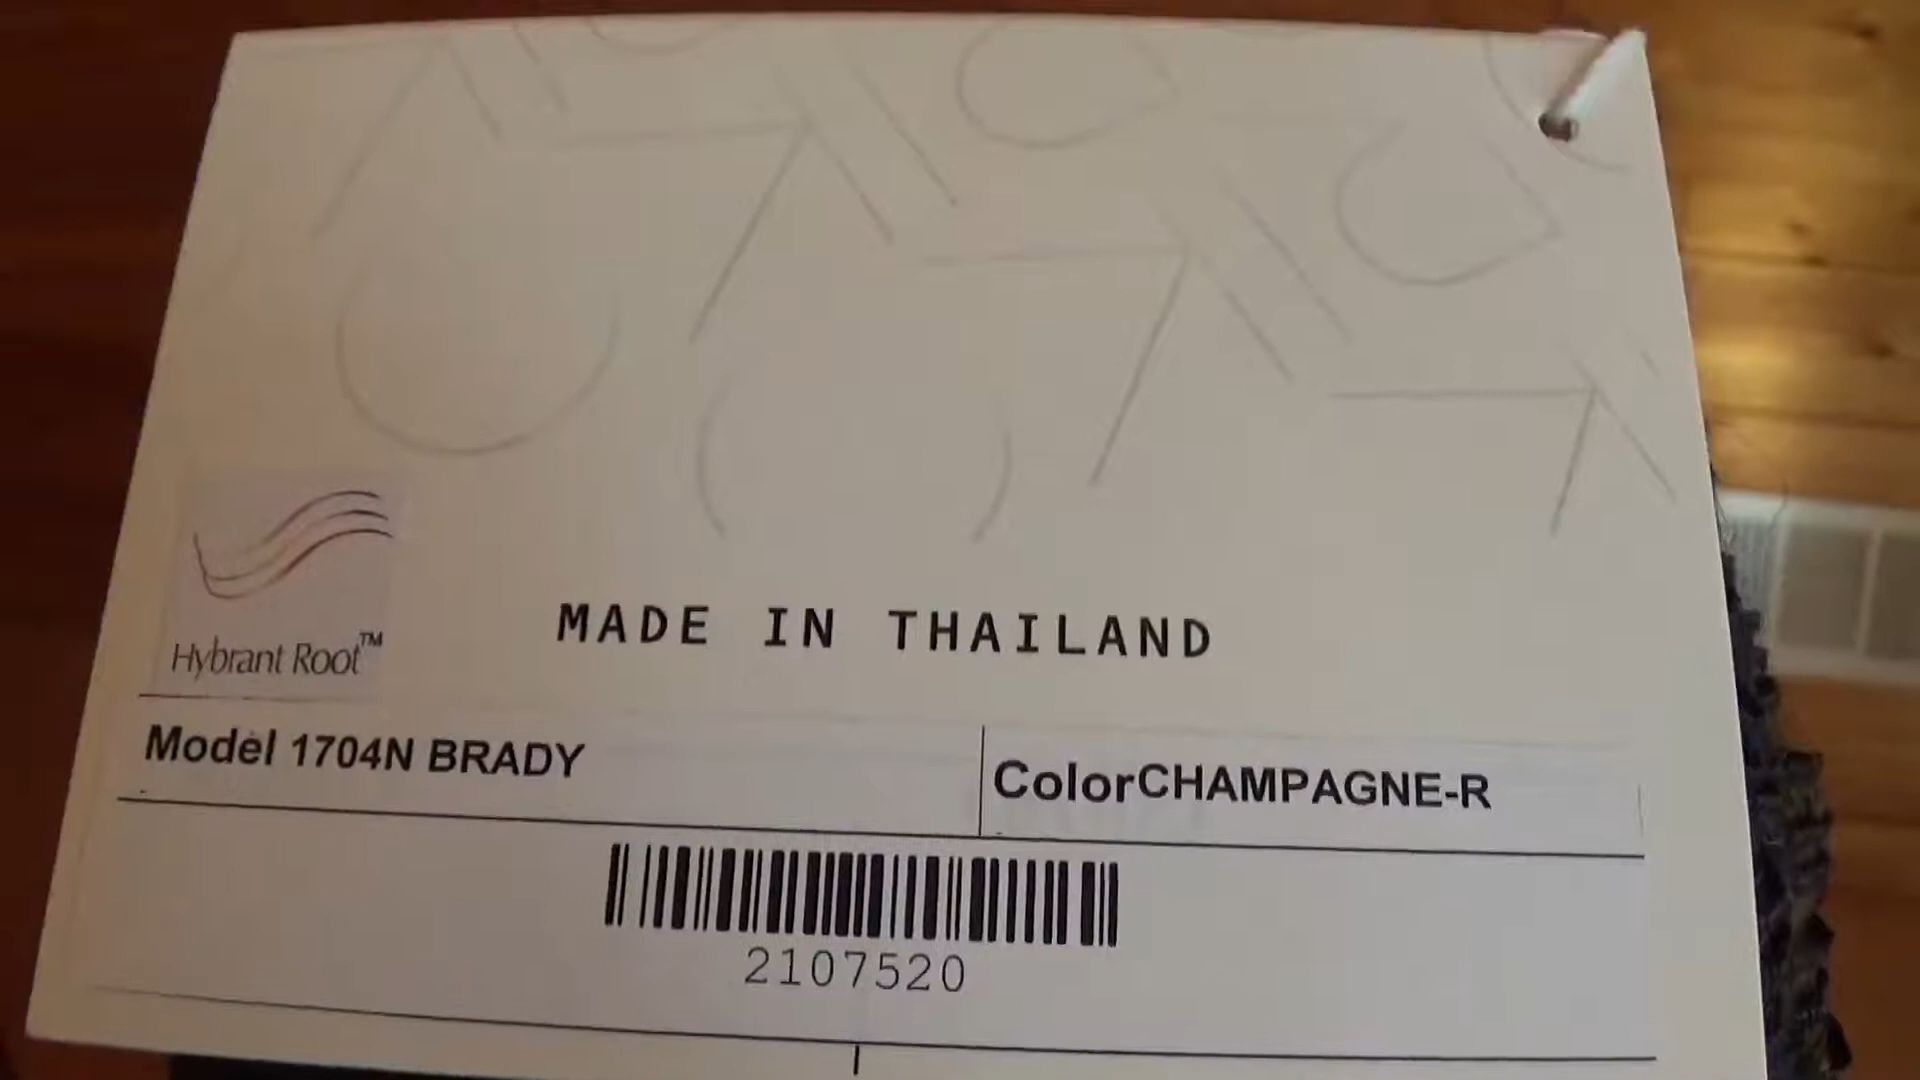 Hybrant Root™
MADE IN THAILAND
Model 1704N BRADY
ColorCHAMPAGNE-R
2107520